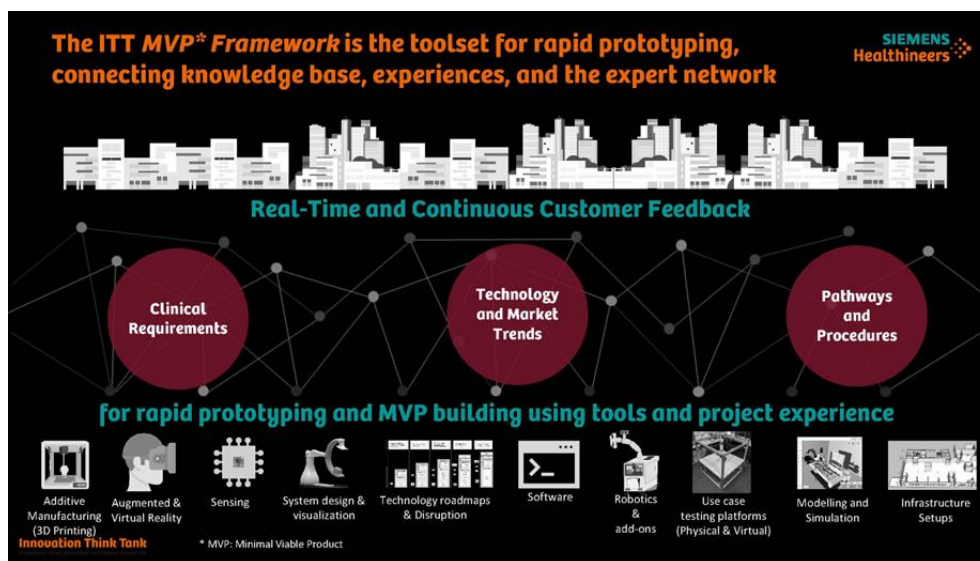 The ITT MVP* Framework is the toolset for rapid prototyping,
connecting knowledge base, experiences, and the expert network
SIEMENS
Healthineers
Real-Time and Continuous Customer Feedback
Clinical
Requirements
Technology
and Market
Trends
Pathways
and
Procedures
for rapid prototyping and MVP building using tools and project experience
Additive
Manufacturing
(3D Printing)
Augmented &
Virtual Reality
Sensing
System design &
visualization
Technology roadmaps
& Disruption
Software
Robotics
&
add-ons
Use case
testing platforms
(Physical & Virtual)
Modelling and
Simulation
Infrastructure
Setups
Innovation Think Tank
* MVP: Minimal Viable Product